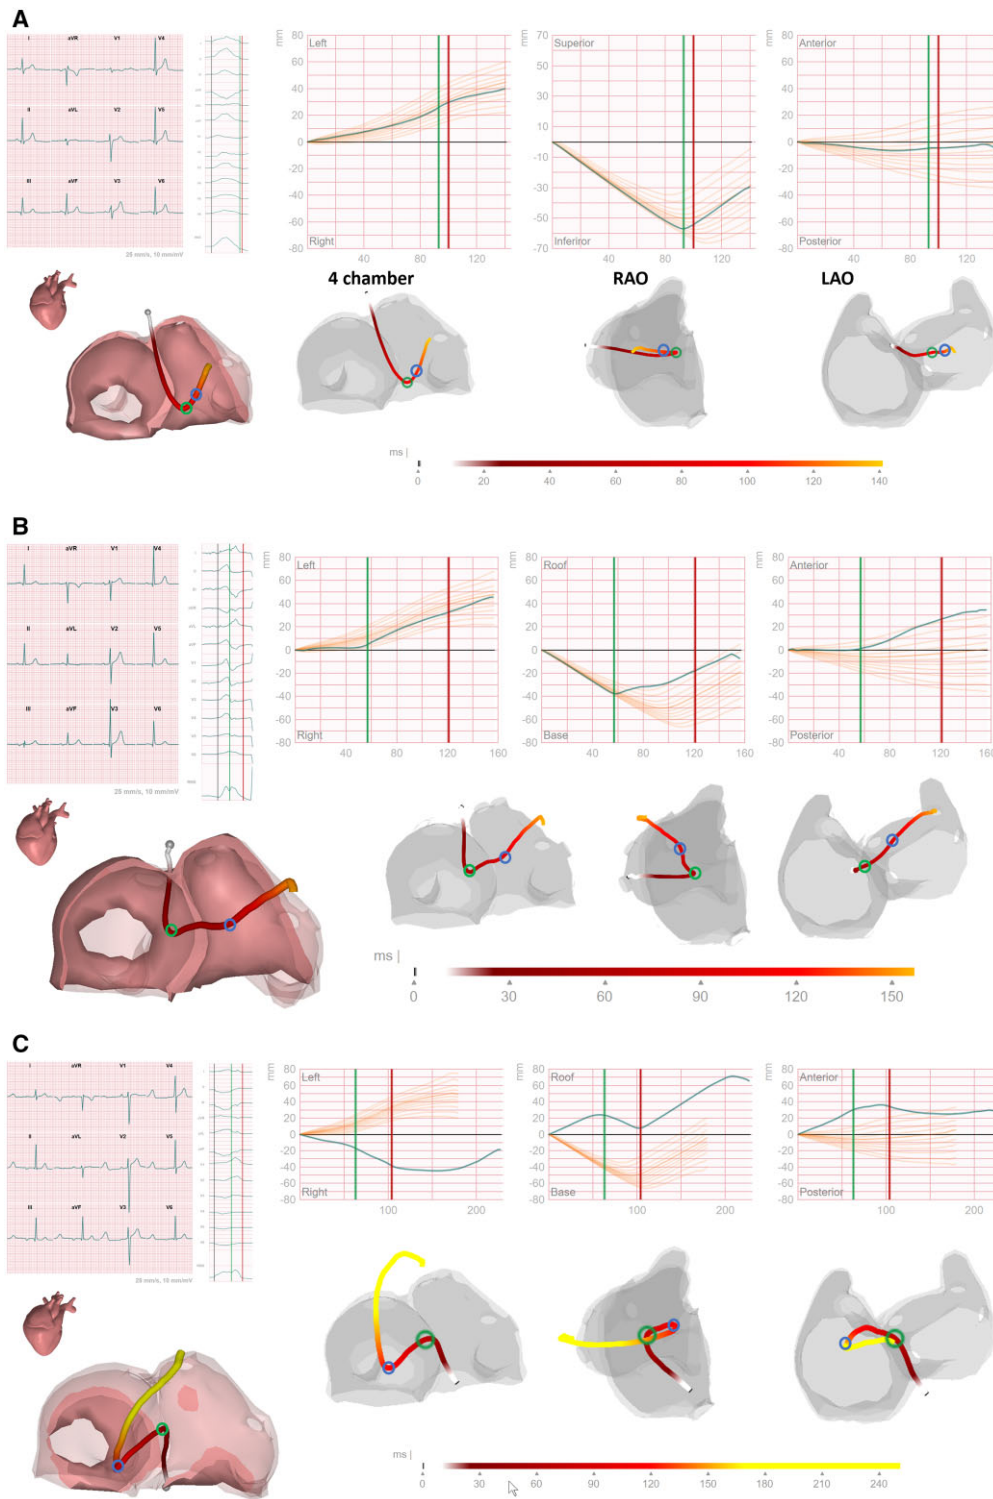 A
I aVR V1 V4
II aVL V2 V5
III aVF V3 V6
25 mm/s, 10 mm/mV
mm
80
60
40
20
0
-20
-40
-60
-80
Left
Right
40 80 120
mm
70
50
30
10
-10
-30
-50
-70
Superior
Inferiror
40 80 120
mm
80
60
40
20
0
-20
-40
-60
-80
Anterior
Posterior
40 80 120
4 chamber RAO LAO
ms |
0 20 40 60 80 100 120 140
B
I aVR V1 V4
II aVL V2 V5
III aVF V3 V6
25 mm/s, 10 mm/mV
mm
80
60
40
20
0
-20
-40
-60
-80
Left
Right
40 80 120 160
mm
80
60
40
20
0
-20
-40
-60
-80
Roof
Base
40 80 120 160
mm
80
60
40
20
0
-20
-40
-60
-80
Anterior
Posterior
40 80 120 160
ms |
0 30 60 90 120 150
C
I aVR V1 V4
II aVL V2 V5
III aVF V3 V6
25 mm/s, 10 mm/mV
mm
80
60
40
20
0
-20
-40
-60
-80
Left
Right
100 200
mm
80
60
40
20
0
-20
-40
-60
-80
Roof
Base
100 200
mm
80
60
40
20
0
-20
-40
-60
-80
Anterior
Posterior
100 200
ms |
0 30 60 90 120 150 180 210 240